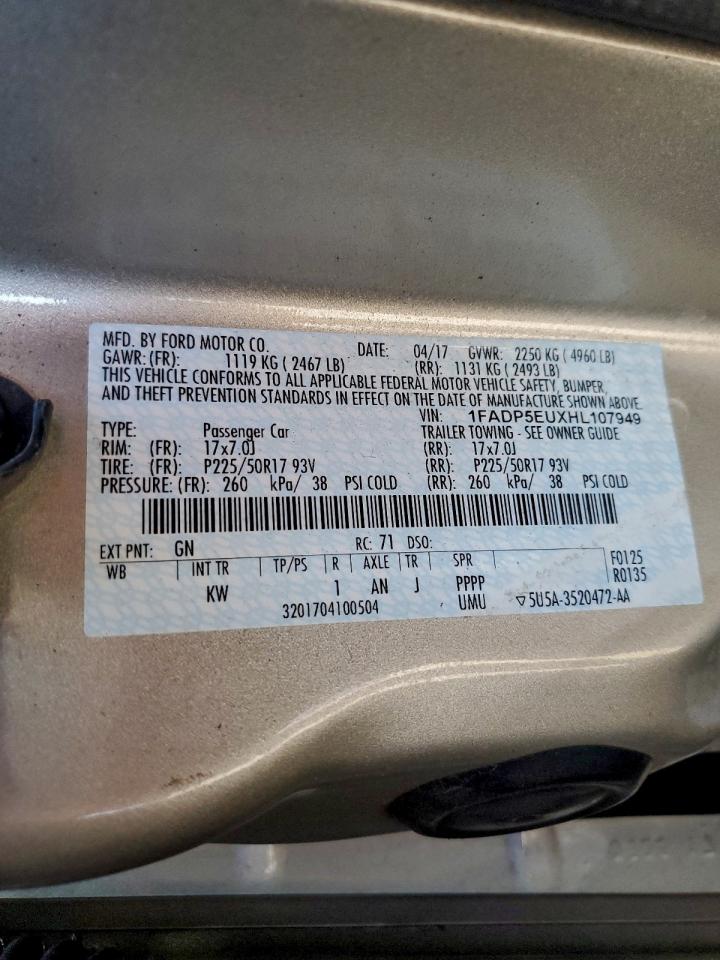 MFD. BY FORD MOTOR CO. DATE: 04/17 GVWR: 2250 KG ( 4960 LB)
GAWR: (FR): 1119 KG ( 2467 LB) (RR): 1131 KG ( 2493 LB)
THIS VEHICLE CONFORMS TO ALL APPLICABLE FEDERAL MOTOR VEHICLE SAFETY, BUMPER,
AND THEFT PREVENTION STANDARDS IN EFFECT ON THE DATE OF MANUFACTURE SHOWN ABOVE.
VIN: 1FADP5EUXHL107949
TYPE: Passenger Car TRAILER TOWING - SEE OWNER GUIDE
RIM: (FR): 17x7.0J (RR): 17x7.0J
TIRE: (FR): P225/50R17 93V (RR): P225/50R17 93V
PRESSURE: (FR): 260 kPa/ 38 PSI COLD (RR): 260 kPa/ 38 PSI COLD
EXT PNT: GN RC: 71 DSO:
WB INT TR TP/PS R AXLE TR SPR F0125
KW 1 AN J PPPP R0135
3201704100504 UMU ▽5U5A-3520472-AA